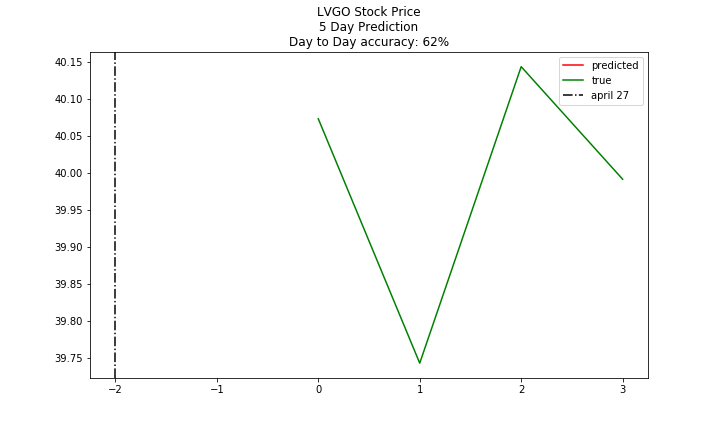 LVGO Stock Price
5 Day Prediction
Day to Day accuracy: 62%
predicted
true
april 27
40.15
40.10
40.05
40.00
39.95
39.90
39.85
39.80
39.75
−2
−1
0
1
2
3